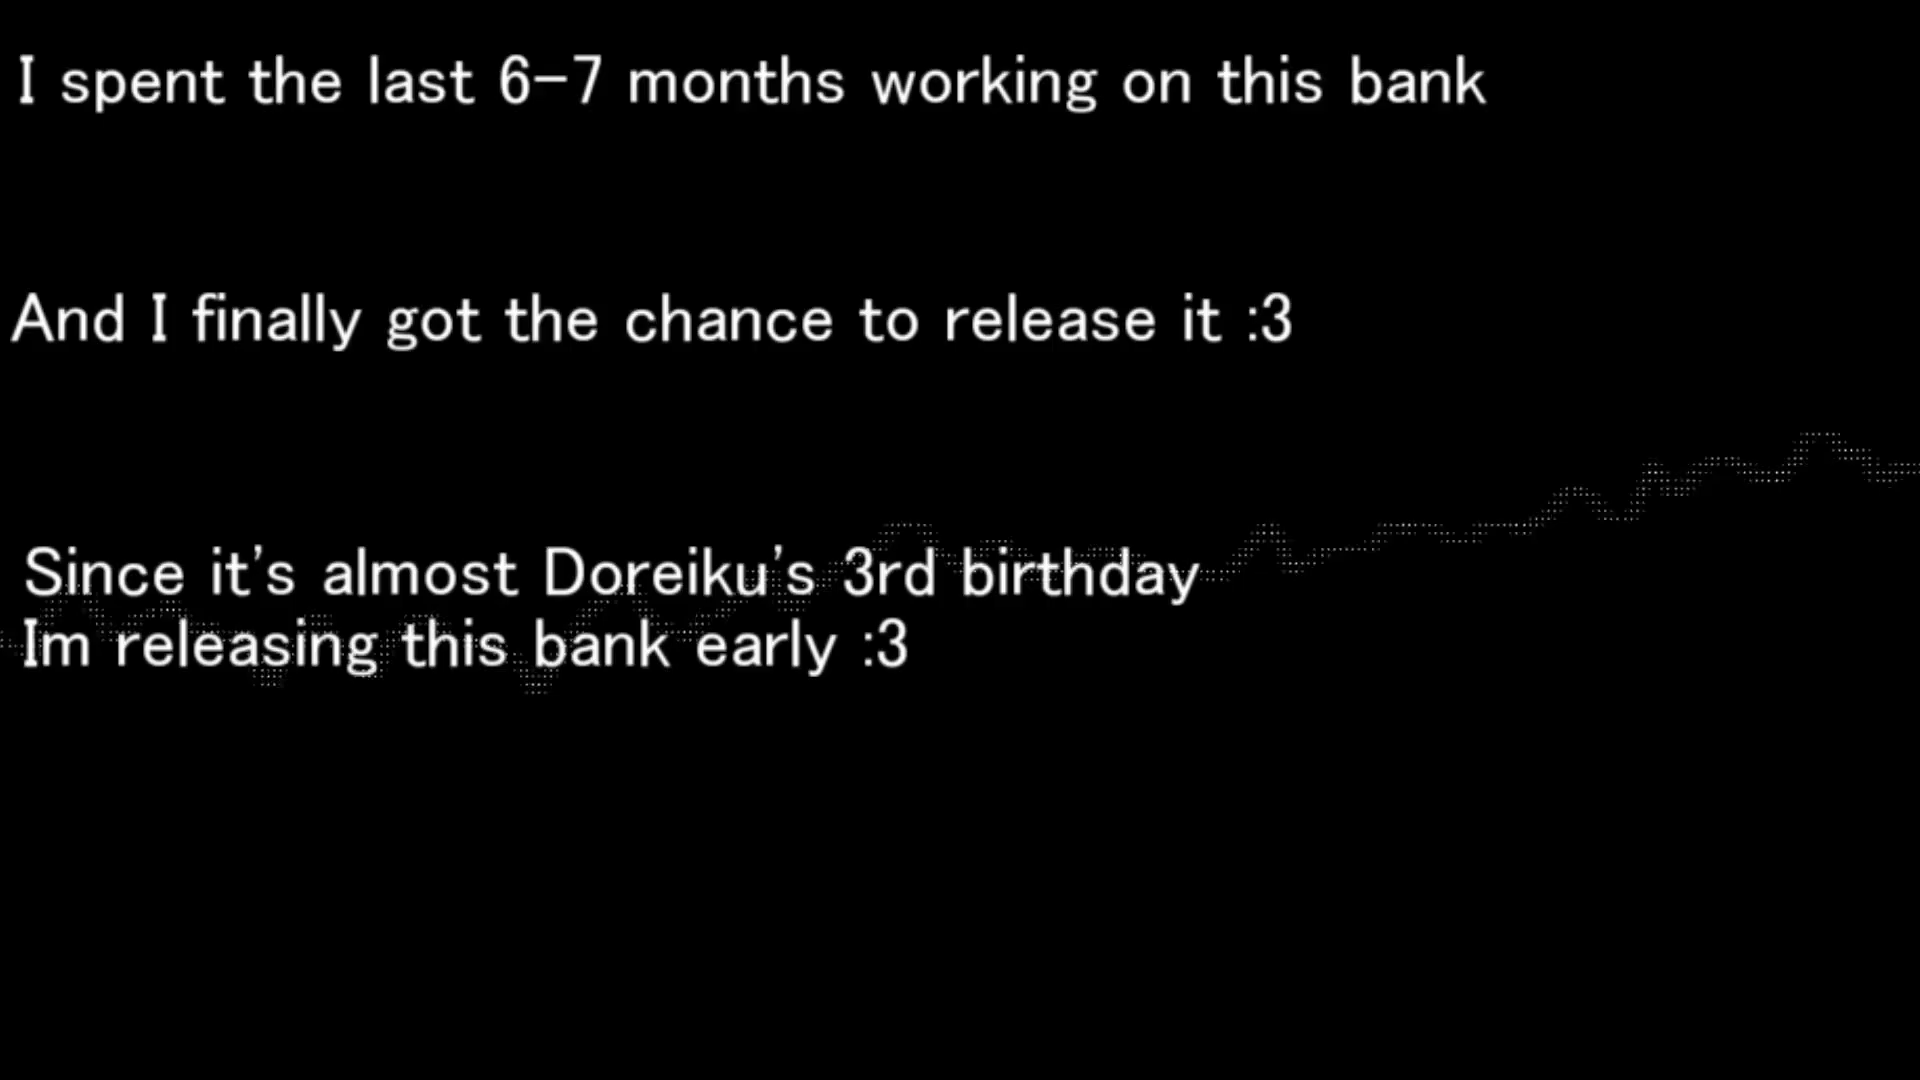 I spent the last 6-7 months working on this bank
And I finally got the chance to release it :3
Since it's almost Doreiku's 3rd birthday
Im releasing this bank early :3